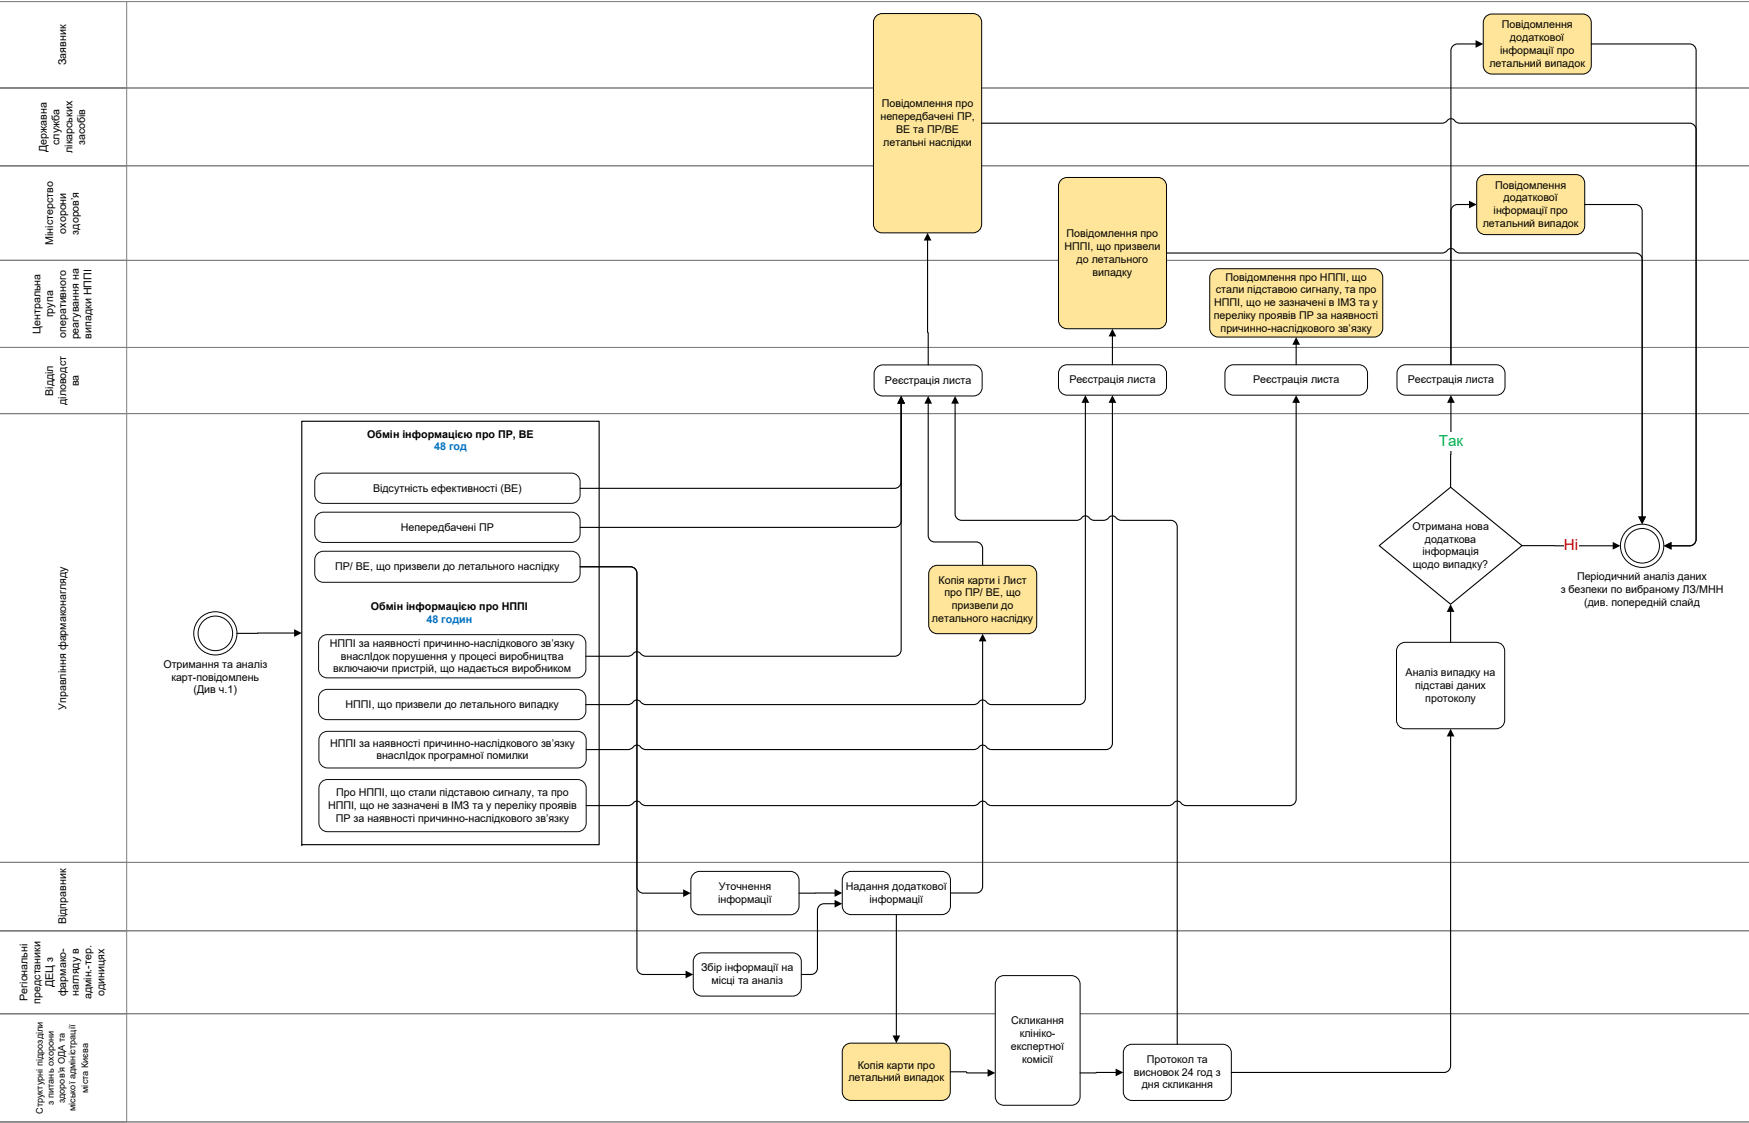 Заявник
Державна
служба
лікарських
засобів
Міністерство
охорони
здоров'я
Центральна
група
оперативного
реагування на
випадки НППІ
Відділ
діловодст
ва
Управління фармаконагляду
Відправник
Регіональні
предстаники
ДЕЦ з
фармако-
нагляду в
адмін.-тер.
одиницях
Структурні підрозділи
з питань охорони
здоров'я ОДА та
міської адміністрації
міста Києва
Повідомлення про
непередбачені ПР,
ВЕ та ПР/ВЕ
летальні наслідки
Повідомлення
додаткової
інформації про
летальний випадок
Повідомлення
додаткової
інформації про
летальний випадок
Повідомлення про
НППІ, що призвели
до летального
випадку
Повідомлення про НППІ, що
стали підставою сигналу, та про
НППІ, що не зазначені в ІМЗ та у
переліку проявів ПР за наявності
причинно-наслідкового зв'язку
Реєстрація листа
Реєстрація листа
Реєстрація листа
Реєстрація листа
Обмін інформацією про ПР, ВЕ
48 год
Відсутність ефективності (ВЕ)
Непередбачені ПР
ПР/ ВЕ, що призвели до летального наслідку
Обмін інформацією про НППІ
48 годин
НППІ за наявності причинно-наслідкового зв'язку
внаслІдок порушення у процесі виробництва
включаючи пристрій, що надається виробником
НППІ, що призвели до летального випадку
НППІ за наявності причинно-наслідкового зв'язку
внаслІдок програмної помилки
Про НППІ, що стали підставою сигналу, та про
НППІ, що не зазначені в ІМЗ та у переліку проявів
ПР за наявності причинно-наслідкового зв'язку
Отримання та аналіз
карт-повідомлень
(Див ч.1)
Копія карти і Лист
про ПР/ ВЕ, що
призвели до
летального наслідку
Так
Отримана нова
додаткова
інформація
щодо випадку?
Ні
Періодичний аналіз даних
з безпеки по вибраному ЛЗ/МНН
(див. попередній слайд
Аналіз випадку на
підставі даних
протоколу
Уточнення
інформації
Надання додаткової
інформації
Збір інформації на
місці та аналіз
Копія карти про
летальний випадок
Скликання
клініко-
експертної
комісії
Протокол та
висновок 24 год з
дня скликання